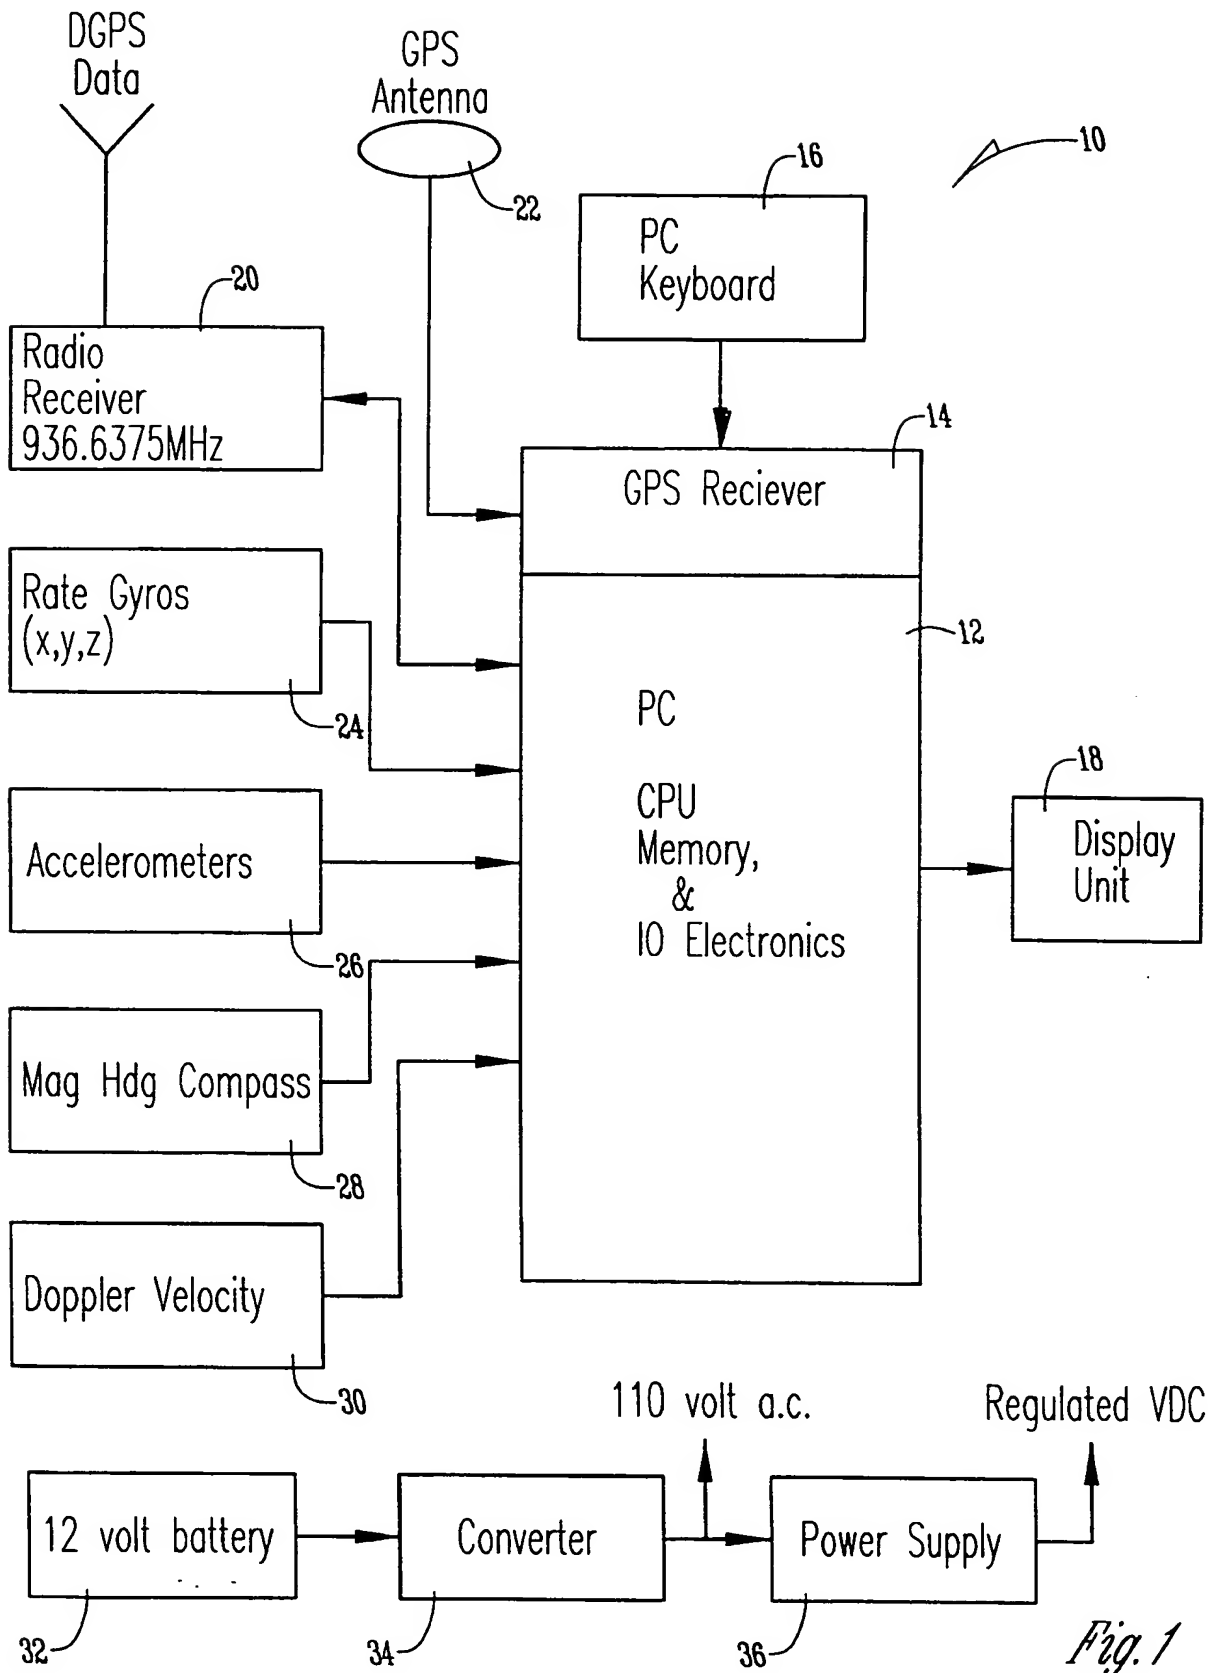 DGPS
Data
GPS
Antenna
22
16
10
PC
Keyboard
20
Radio
Receiver
936.6375MHz
14
GPS Reciever
Rate Gyros
(x,y,z)
24
12
PC
CPU
Memory,
&
IO Electronics
18
Display
Unit
Accelerometers
26
Mag Hdg Compass
28
Doppler Velocity
30
110 volt a.c.
Regulated VDC
12 volt battery
32
Converter
34
Power Supply
36
Fig. 1